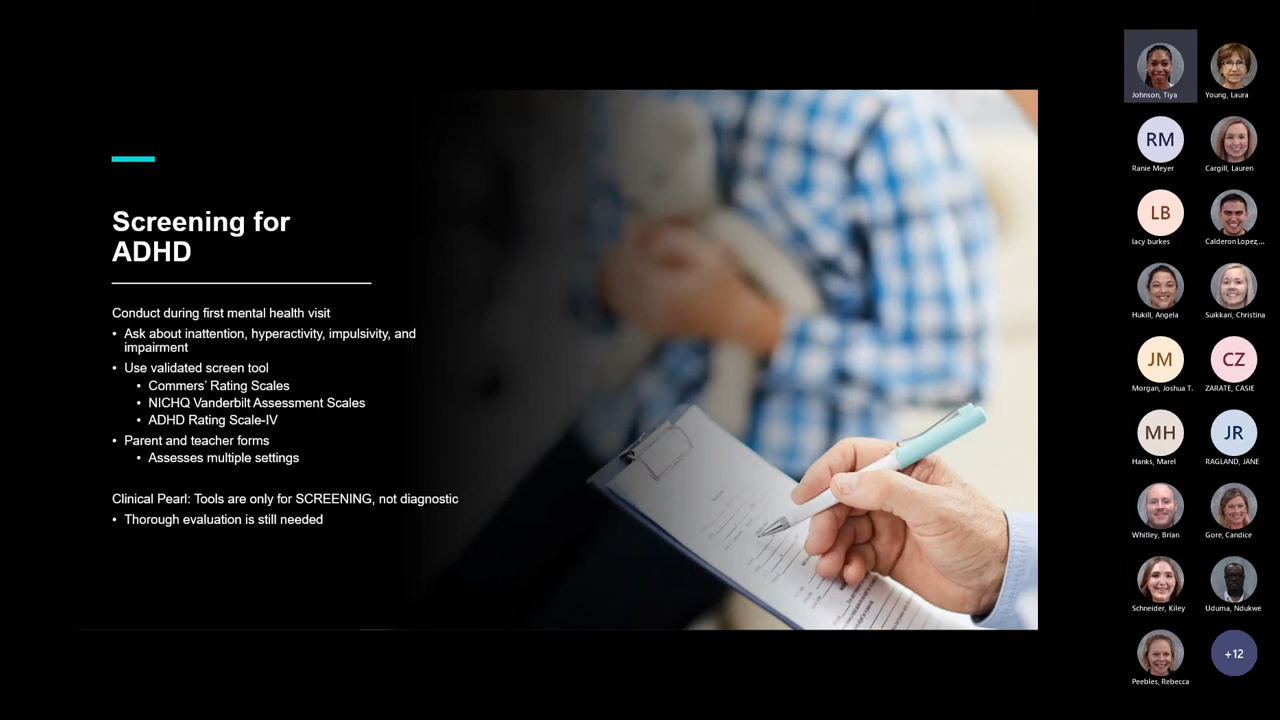 Screening for
ADHD
Conduct during first mental health visit
• Ask about inattention, hyperactivity, impulsivity, and
impairment
• Use validated screen tool
• Commers' Rating Scales
• NICHQ Vanderbilt Assessment Scales
• ADHD Rating Scale-IV
• Parent and teacher forms
• Assesses multiple settings
Clinical Pearl: Tools are only for SCREENING, not diagnostic
• Thorough evaluation is still needed
Johnson, Tiya
Young, Laura
RM
Ranie Meyer
Cargill, Lauren
LB
lacy burkes
Calderon Lopez,...
Hukill, Angela
Suikkari, Christina
JM
Morgan, Joshua T.
CZ
ZARATE, CASIE
MH
Hanks, Marel
JR
RAGLAND, JANE
Whitley, Brian
Gore, Candice
Schneider, Kiley
Uduma, Ndukwe
Peebles, Rebecca
+12